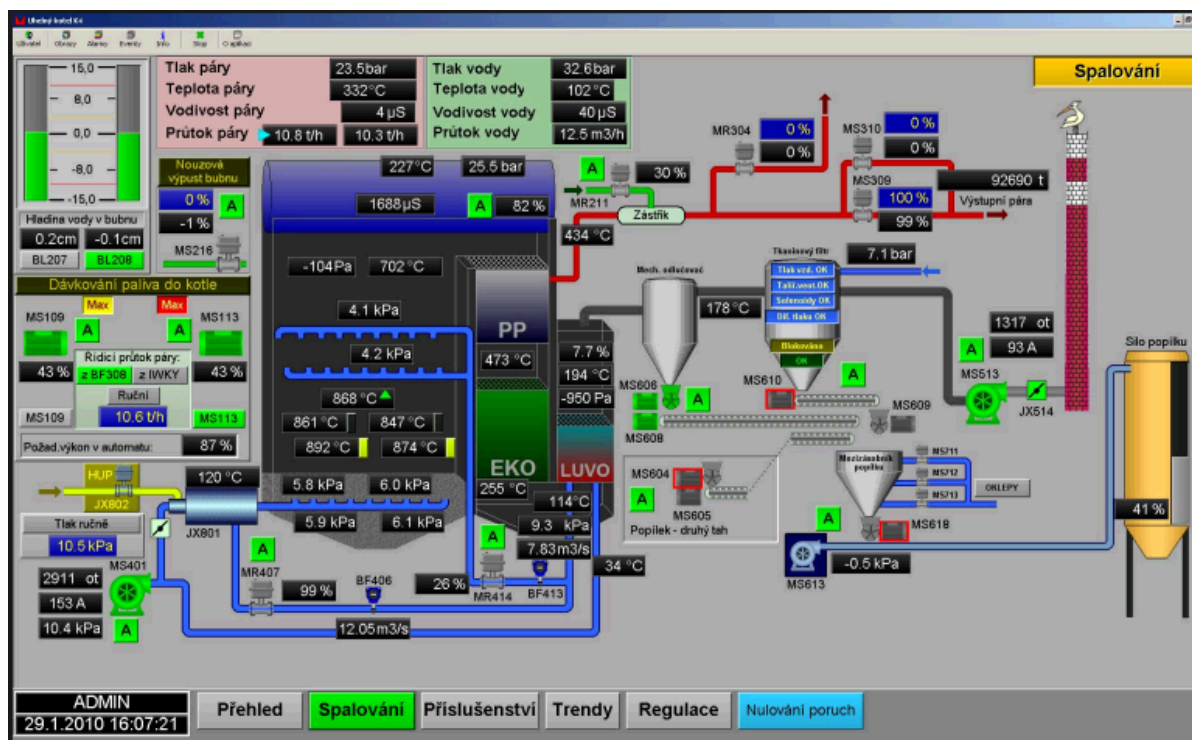 Uhelný kotel K4
Uživatel Obrazy Alarmy Eventy Info Stop O aplikaci
15,0
8,0
0,0
-8,0
-15,0
Hladina vody v bubnu
0.2cm -0.1cm
BL207 BL208
Tlak páry 23.5bar
Teplota páry 332°C
Vodivost páry 4µS
Průtok páry 10.8 t/h 10.3 t/h
Tlak vody 32.6bar
Teplota vody 102°C
Vodivost vody 40µS
Průtok vody 12.5 m3/h
Spalování
Nouzová
výpust bubnu
0 %
A
-1 %
MS216
227°C 25.5 bar
1688µS A 82 %
-104Pa 702°C
4.1 kPa
4.2 kPa
868°C
861°C 847°C
892°C 874°C
5.8 kPa 6.0 kPa
5.9 kPa 6.1 kPa
PP
473 °C
EKO
255 °C
7.7 %
194 °C
-950 Pa
LUVO
114°C
9.3 kPa
7.83m3/s
34 °C
A 30 %
MR211
Zástřik
434 °C
MR304 0 %
0 %
MS310 0 %
0 %
MS309
100 %
99 %
92690 t
Výstupní pára
Mech. odlučovač
178°C
Tkaninový filtr
Tlak vzd. OK
Talíř.vent.OK
Solenoidy OK
Dif. tlaku OK
Blokováno
OK
7.1 bar
1317 ot
93 A
A
MS513
JX514
Silo popílku
41 %
MS606
A
MS608
MS610
A
MS609
MS604
A
MS605
Popílek - druhý tah
Mezizásobník
popílku
MS711
MS712
MS713
OKLEPY
A
MS618
MS613
-0.5 kPa
Dávkování paliva do kotle
Max Max
MS109 A A MS113
Řídící průtok páry:
43 % z BF308 z IWKY 43 %
Ruční
MS109 10.6 t/h MS113
Požad.výkon v automatu: 87 %
HUP
JX802
120 °C
JX801
Tlak ručně
10.5kPa
MS401
2911 ot
153 A
10.4 kPa
A
A
MR407
99 %
BF406
12.05m3/s
26 %
A
MR414
BF413
ADMIN
29.1.2010 16:07:21
Přehled Spalování Příslušenství Trendy Regulace Nulování poruch